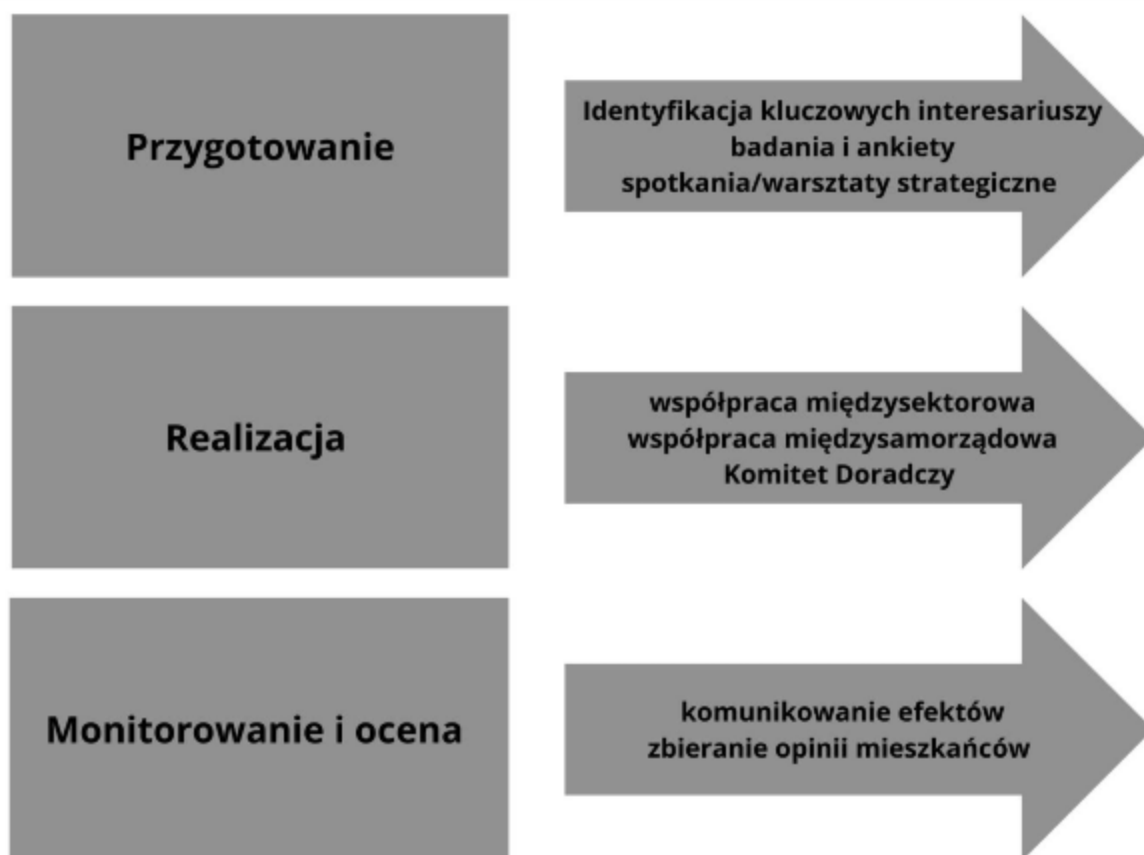 Przygotowanie
Identyfikacja kluczowych interesariuszy
badania i ankiety
spotkania/warsztaty strategiczne
Realizacja
współpraca międzysektorowa
współpraca międzysamorządowa
Komitet Doradczy
Monitorowanie i ocena
komunikowanie efektów
zbieranie opinii mieszkańców